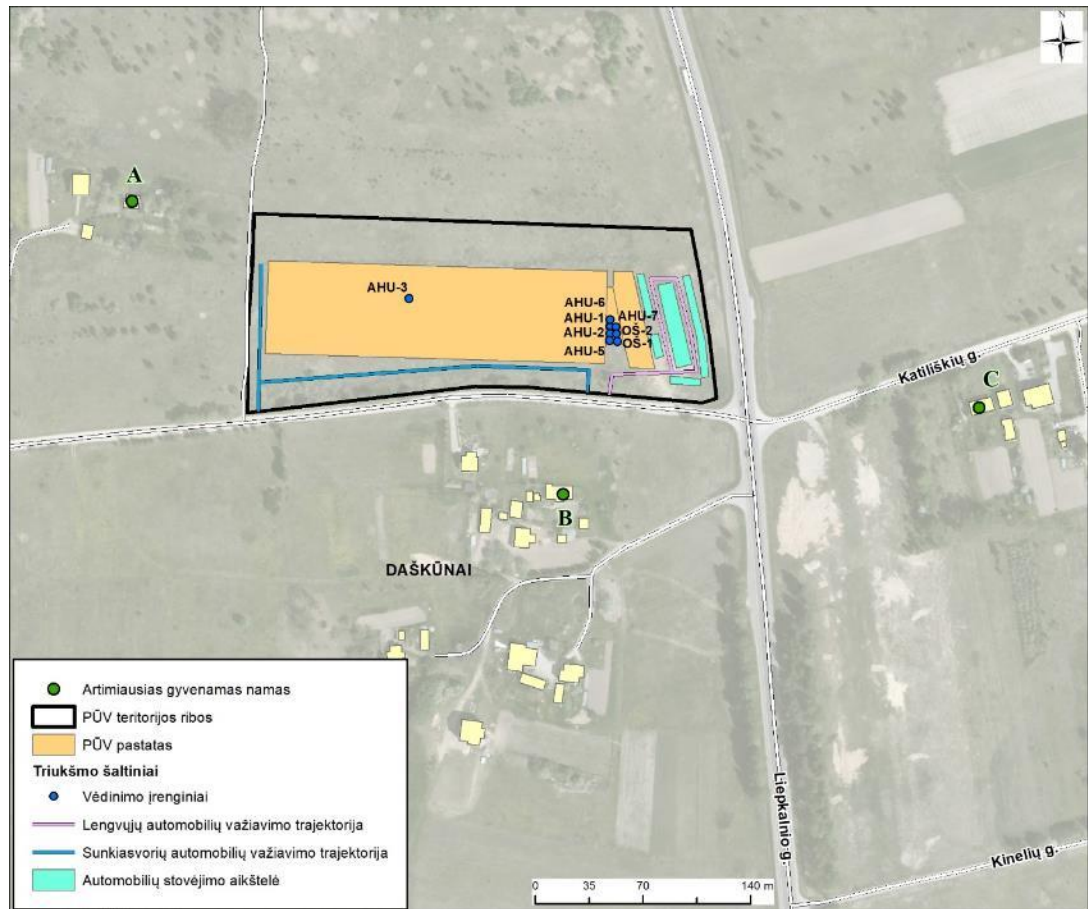 N
A
AHU-3
AHU-6
AHU-1 AHU-7
AHU-2 OŠ-2
OŠ-1
AHU-5
Katiliškių g.
C
B
DAŠKŪNAI
Liepkalnio g.
Kinelių g.
Artimiausias gyvenamas namas
PŪV teritorijos ribos
PŪV pastatas
Triukšmo šaltiniai
Vėdinimo įrenginiai
Lengvųjų automobilių važiavimo trajektorija
Sunkiasvorių automobilių važiavimo trajektorija
Automobilių stovėjimo aikštelė
0 35 70 140 m